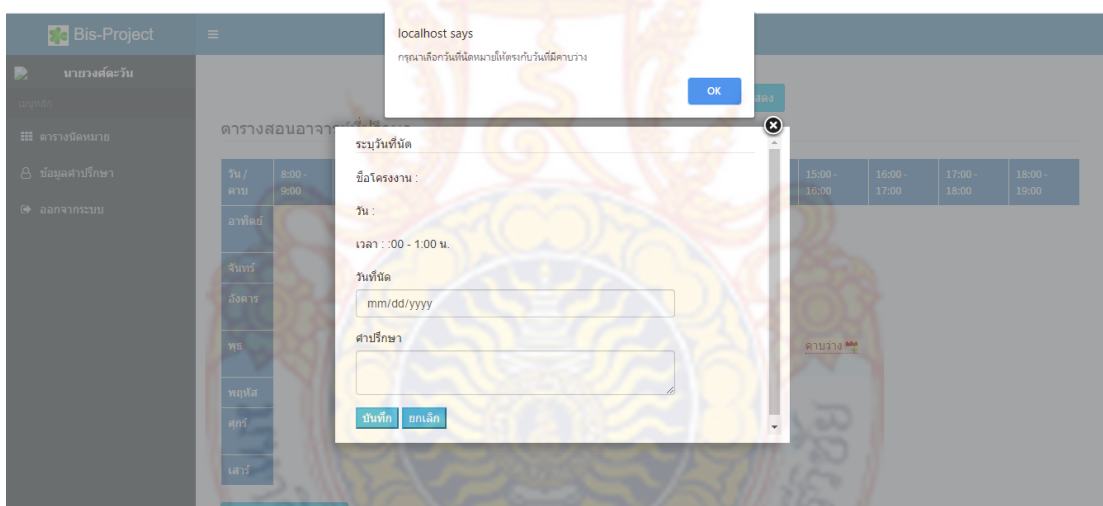 Bis-Project
localhost says
กรุณาเลือกวันที่นัดหมายให้ตรงกับวันที่มีคาบว่าง
OK
นายวงศ์ตะวัน
เมนูหลัก
ตารางนัดหมาย
ข้อมูลคำปรึกษา
ออกจากระบบ
ตารางสอนอาจารย์ที่ปรึกษา
ระบุวันที่นัด
ชื่อโครงงาน :
วัน :
เวลา : :00 - 1:00 น.
วันที่นัด
mm/dd/yyyy
คำปรึกษา
บันทึก ยกเลิก
วัน / คาบ
8:00 - 9:00
15:00 - 16:00
16:00 - 17:00
17:00 - 18:00
18:00 - 19:00
อาทิตย์
จันทร์
อังคาร
พุธ
คาบว่าง
พฤหัส
ศุกร์
เสาร์